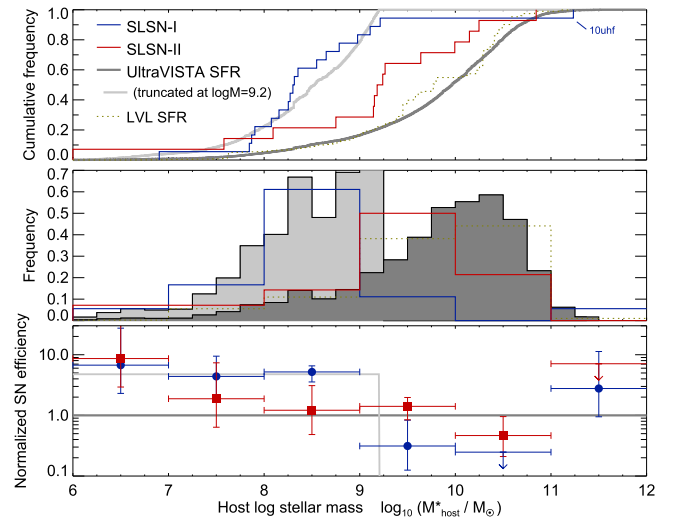 Cumulative frequency
1.0
0.8
0.6
0.4
0.2
0.0
SLSN-I
SLSN-II
UltraVISTA SFR
(truncated at logM=9.2)
LVL SFR
10uhf
Frequency
0.7
0.6
0.5
0.4
0.3
0.2
0.1
0.0
Normalized SN efficiency
10.0
1.0
0.1
6 7 8 9 10 11 12
Host log stellar mass log₁₀ (M*host / M☉)